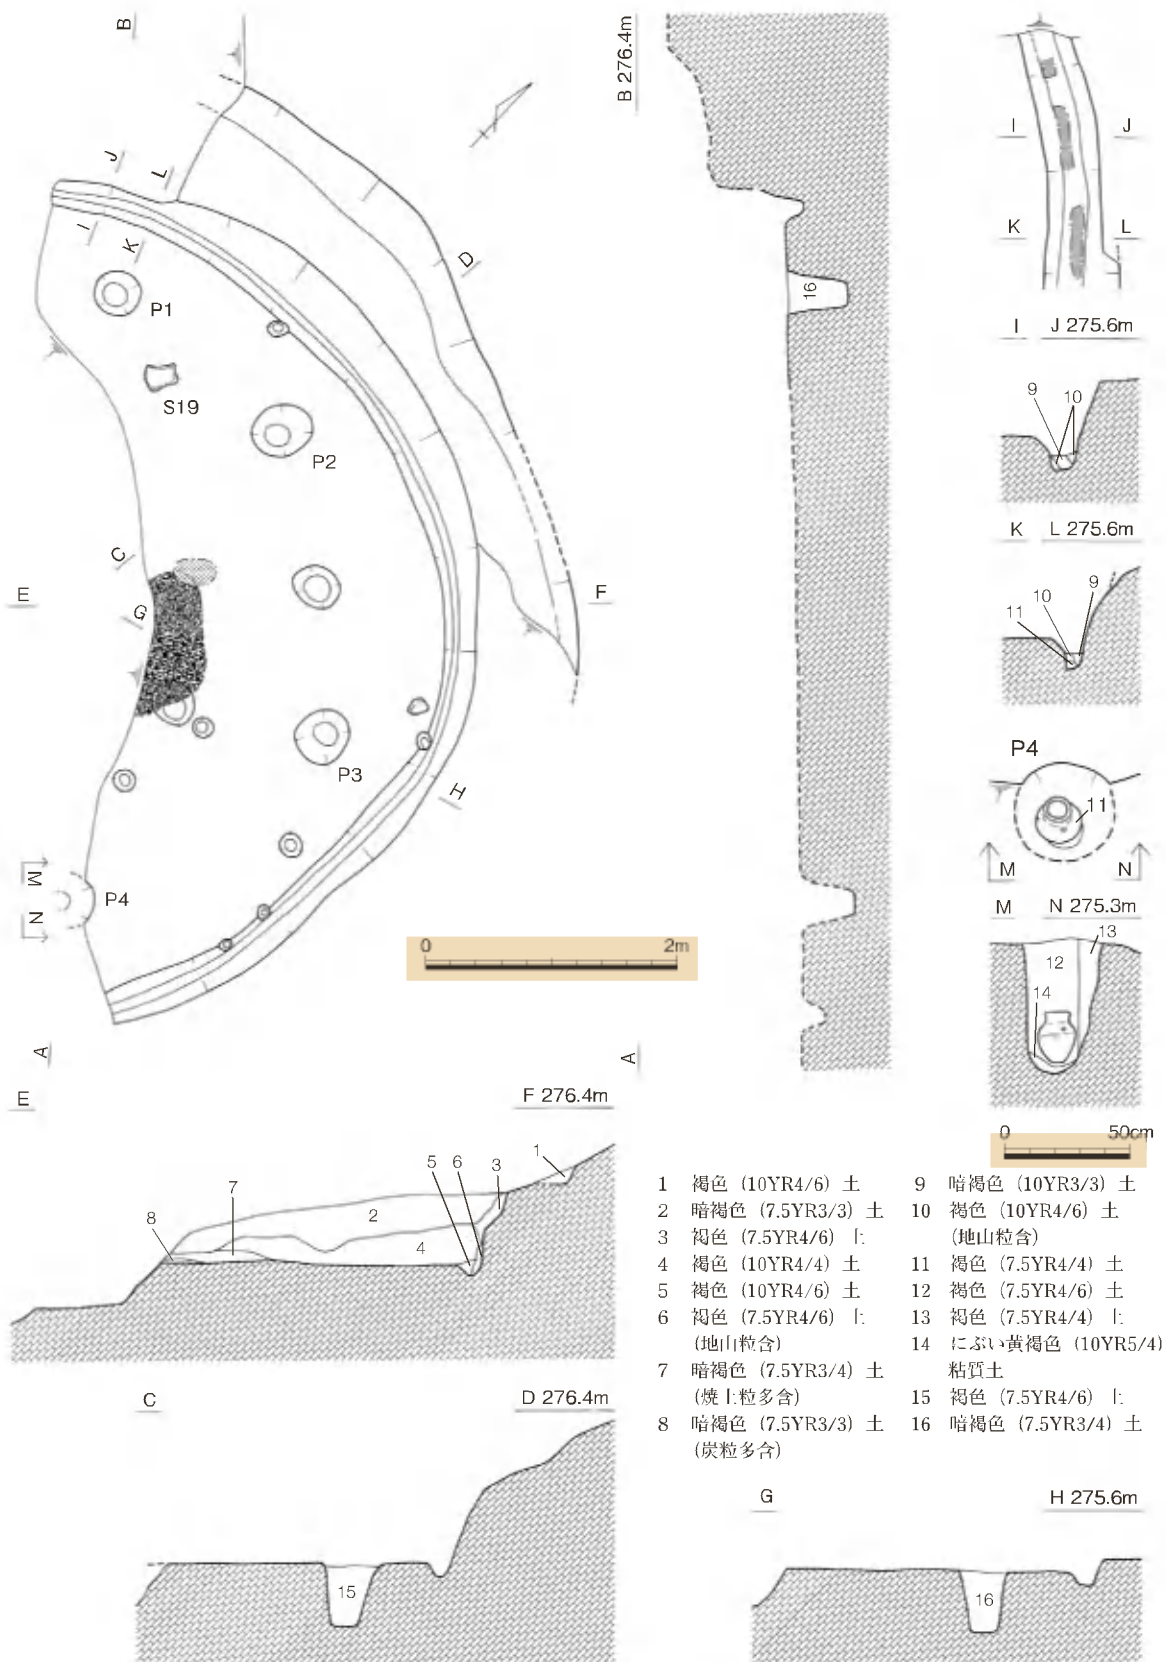 B
B 276.4m
I
J
K
L
I
J 275.6m
9
10
K
L 275.6m
9
10
11
P4
11
M
N
M
N 275.3m
13
12
14
0
50cm
J
L
I
K
D
P1
S19
P2
C
E
G
F
P3
H
M
N
P4
0
2m
A
A
16
E
F 276.4m
1
3
6
5
7
2
8
4
C
D 276.4m
15
G
H 275.6m
16
1 褐色 (10YR4/6) 土
2 暗褐色 (7.5YR3/3) 土
3 褐色 (7.5YR4/6) 土
4 褐色 (10YR4/4) 土
5 褐色 (10YR4/6) 土
6 褐色 (7.5YR4/6) 土
(地山粒含)
7 暗褐色 (7.5YR3/4) 土
(焼土粒多含)
8 暗褐色 (7.5YR3/3) 土
(炭粒多含)
9 暗褐色 (10YR3/3) 土
10 褐色 (10YR4/6) 土
(地山粒含)
11 褐色 (7.5YR4/4) 土
12 褐色 (7.5YR4/6) 土
13 褐色 (7.5YR4/4) 土
14 にぶい黄褐色 (10YR5/4)
粘質土
15 褐色 (7.5YR4/6) 土
16 暗褐色 (7.5YR3/4) 土